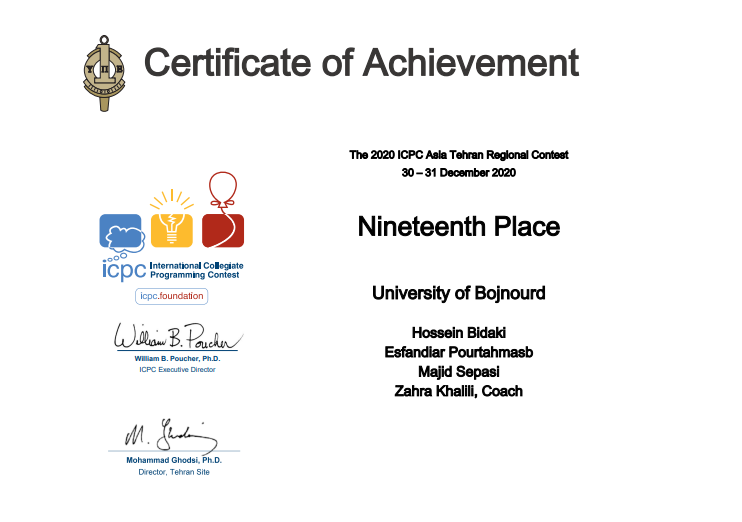 Certificate of Achievement
Υ Π Ε
The 2020 ICPC Asia Tehran Regional Contest
30 – 31 December 2020
Nineteenth Place
icpc International Collegiate
Programming Contest
icpc.foundation
University of Bojnourd
Hossein Bidaki
Esfandiar Pourtahmasb
Majid Sepasi
Zahra Khalili, Coach
William B. Poucher
William B. Poucher, Ph.D.
ICPC Executive Director
M. Ghodsi
Mohammad Ghodsi, Ph.D.
Director, Tehran Site